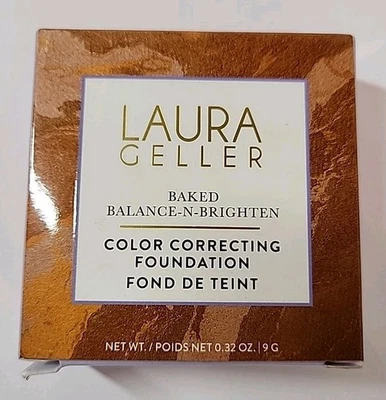 LAURA
GELLER
BAKED
BALANCE-N-BRIGHTEN
COLOR CORRECTING
FOUNDATION
FOND DE TEINT
NET WT. / POIDS NET 0.32 OZ. | 9 G